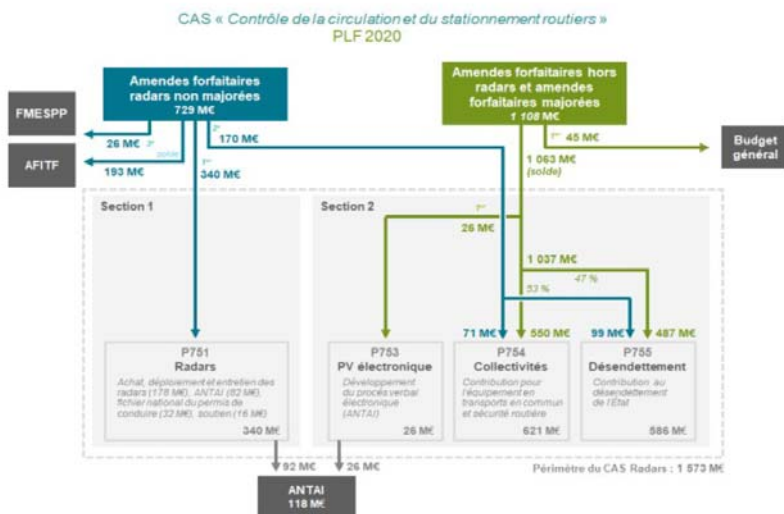 CAS « Contrôle de la circulation et du stationnement routiers »
PLF 2020
Amendes forfaitaires
radars non majorées
729 M€
Amendes forfaitaires hors
radars et amendes
forfaitaires majorées
1 108 M€
FMESPP
AFITF
Budget
général
26 M€
3e
solde
193 M€
2e
170 M€
1er
340 M€
1er
45 M€
1 063 M€
(solde)
Section 1
Section 2
1er
26 M€
1 037 M€
47 %
53 %
71 M€
550 M€
99 M€
487 M€
P751
Radars
Achat, déploiement et entretien des
radars (178 M€), ANTAI (82 M€),
fichier national du permis de
conduire (32 M€), soutien (16 M€)
340 M€
P753
PV électronique
Développement
du procès verbal
électronique
(ANTAI)
26 M€
P754
Collectivités
Contribution pour
l'équipement en
transports en commun
et sécurité routière
621 M€
P755
Désendettement
Contribution au
désendettement
de l'État
586 M€
92 M€
26 M€
Périmètre du CAS Radars : 1 573 M€
ANTAI
118 M€